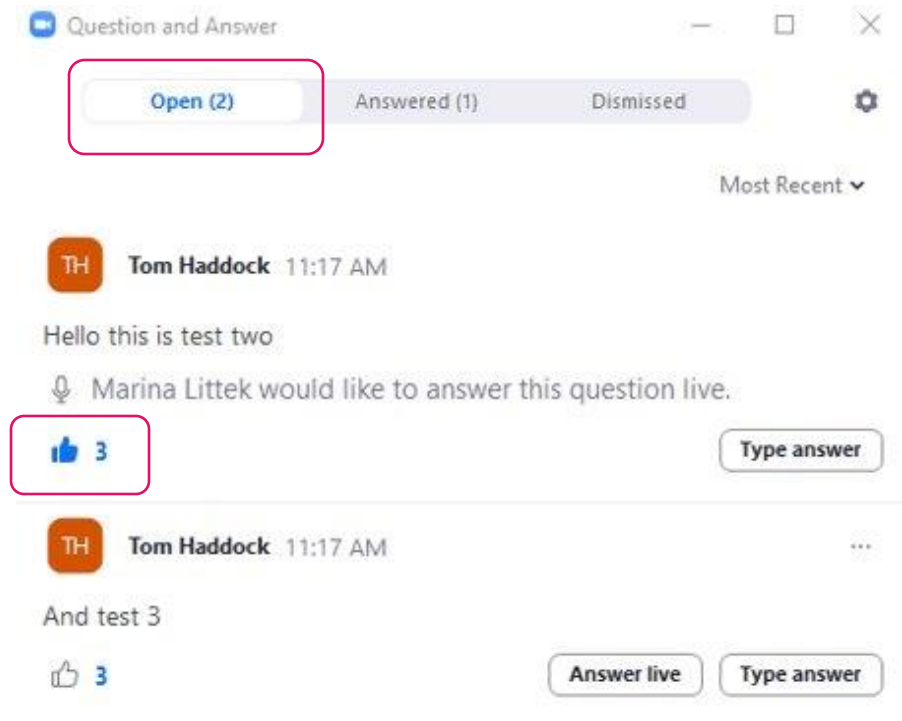 Question and Answer
Open (2) Answered (1) Dismissed
Most Recent
TH Tom Haddock 11:17 AM
Hello this is test two
Marina Littek would like to answer this question live.
3 Type answer
TH Tom Haddock 11:17 AM ...
And test 3
3 Answer live Type answer